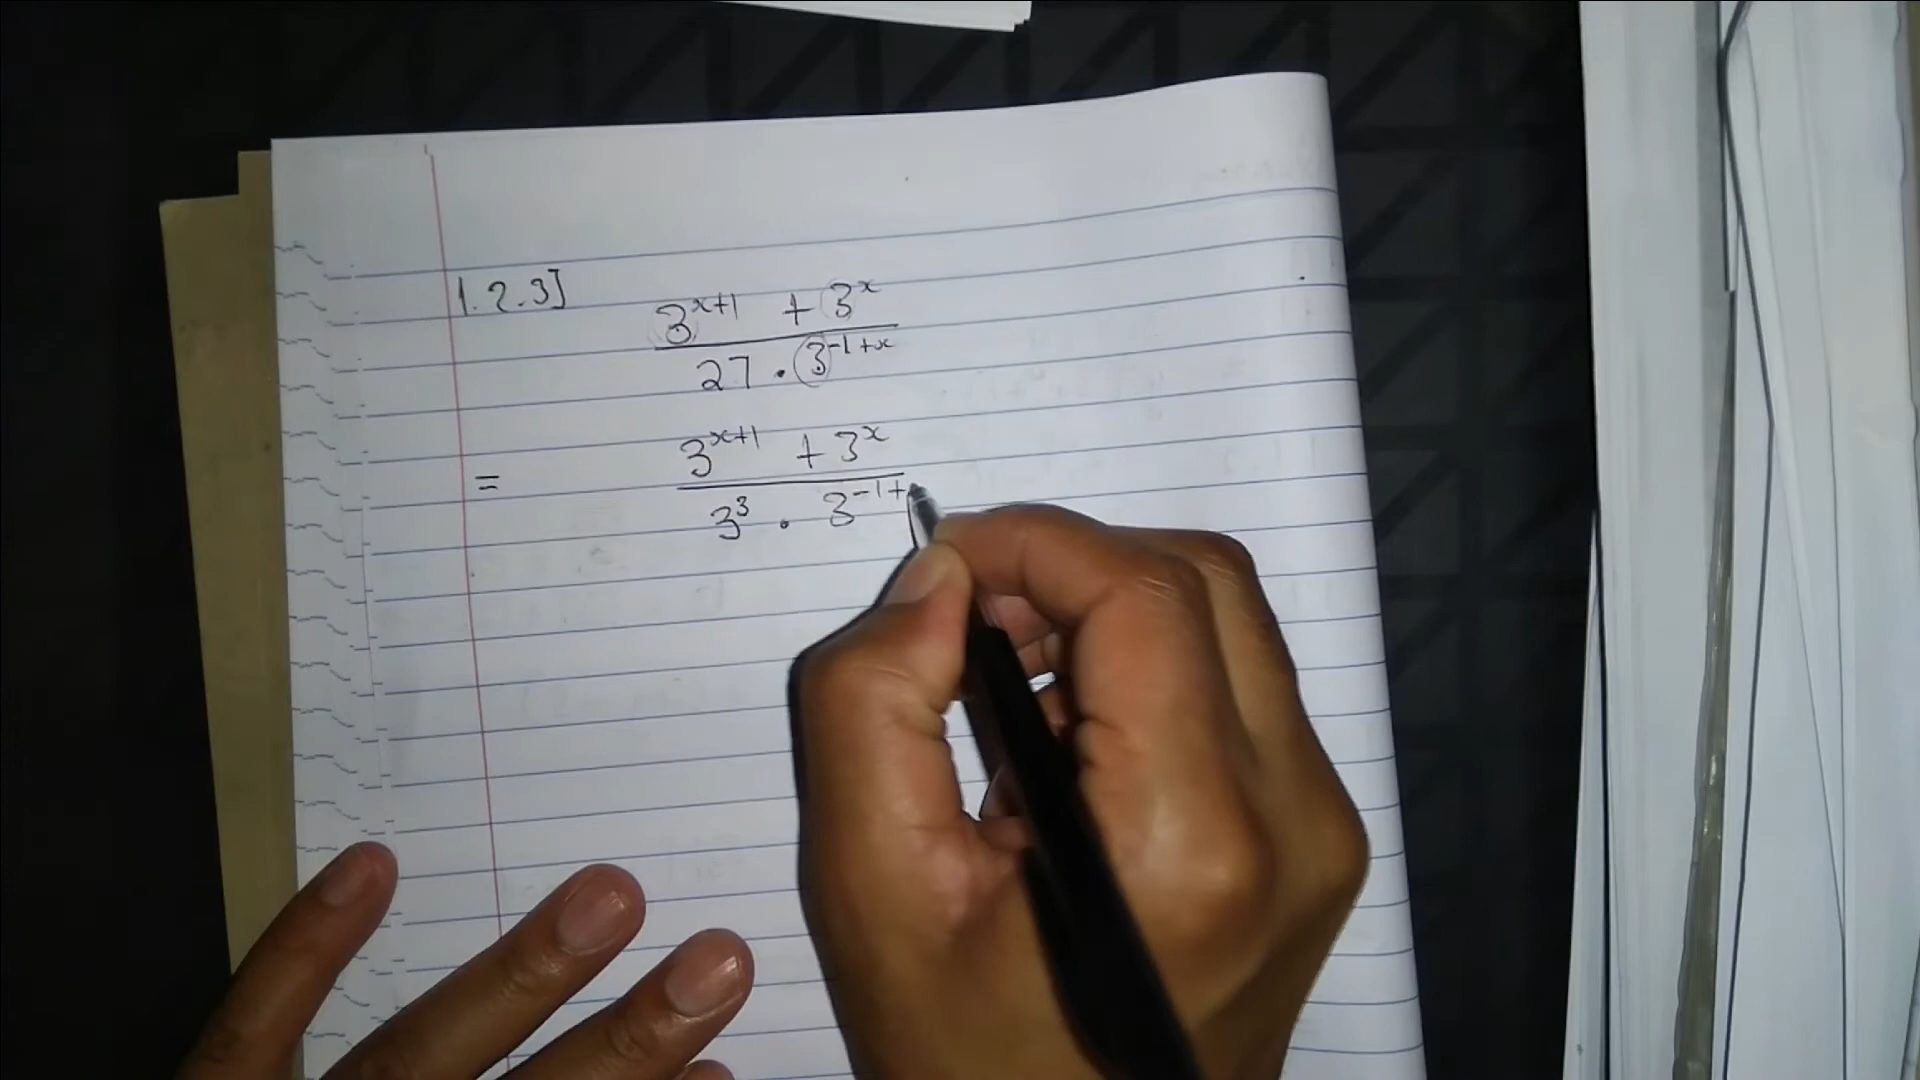 1.2.3]
3^{x+1} + 3^x
27 . 3^{-1+x}
= 3^{x+1} + 3^x
3^3 . 3^{-1+